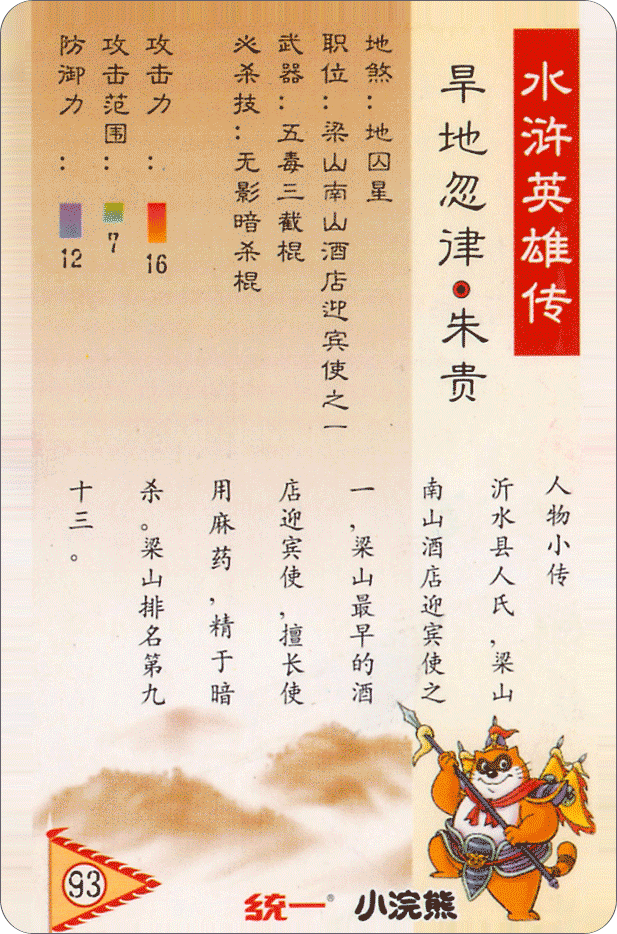 水浒英雄传
旱地忽律·朱贵
地煞：地囚星
职位：梁山南山酒店迎宾使之一
武器：五毒三截棍
必杀技：无影暗杀棍
攻击力：16
攻击范围：7
防御力：12
人物小传
沂水县人氏，梁山
南山酒店迎宾使之
一，梁山最早的酒
店迎宾使，擅长使
用麻药，精于暗
杀。梁山排名第九
十三。
93
统一® 小浣熊